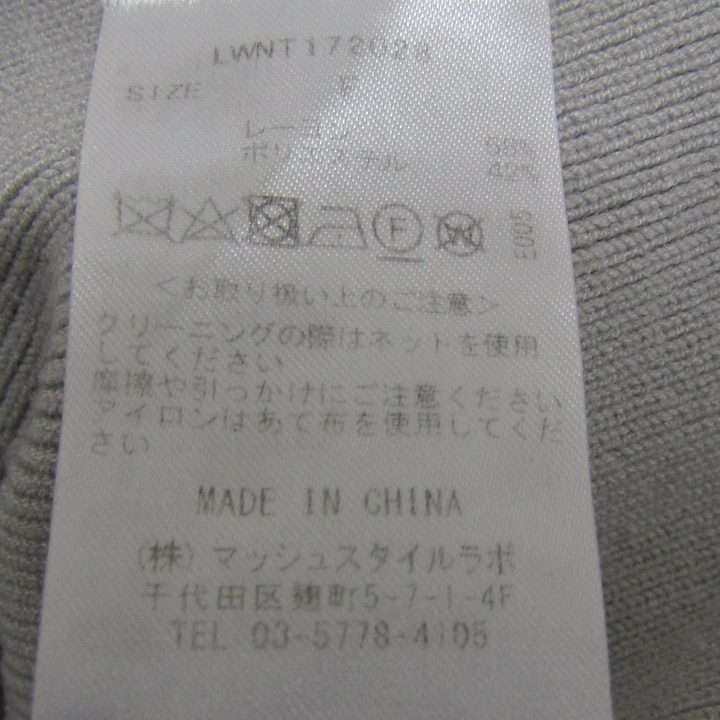 LWNT172028
SIZE F
レーヨン 58%
ポリエステル 42%
F W E005
<お取り扱い上のご注意>
クリーニングの際はネットを使用
してください
摩擦や引っかけにご注意ください
アイロンはあて布を使用してくだ
さい
MADE IN CHINA
(株)マッシュスタイルラボ
千代田区麹町5-7-1-4F
TEL 03-5778-4105